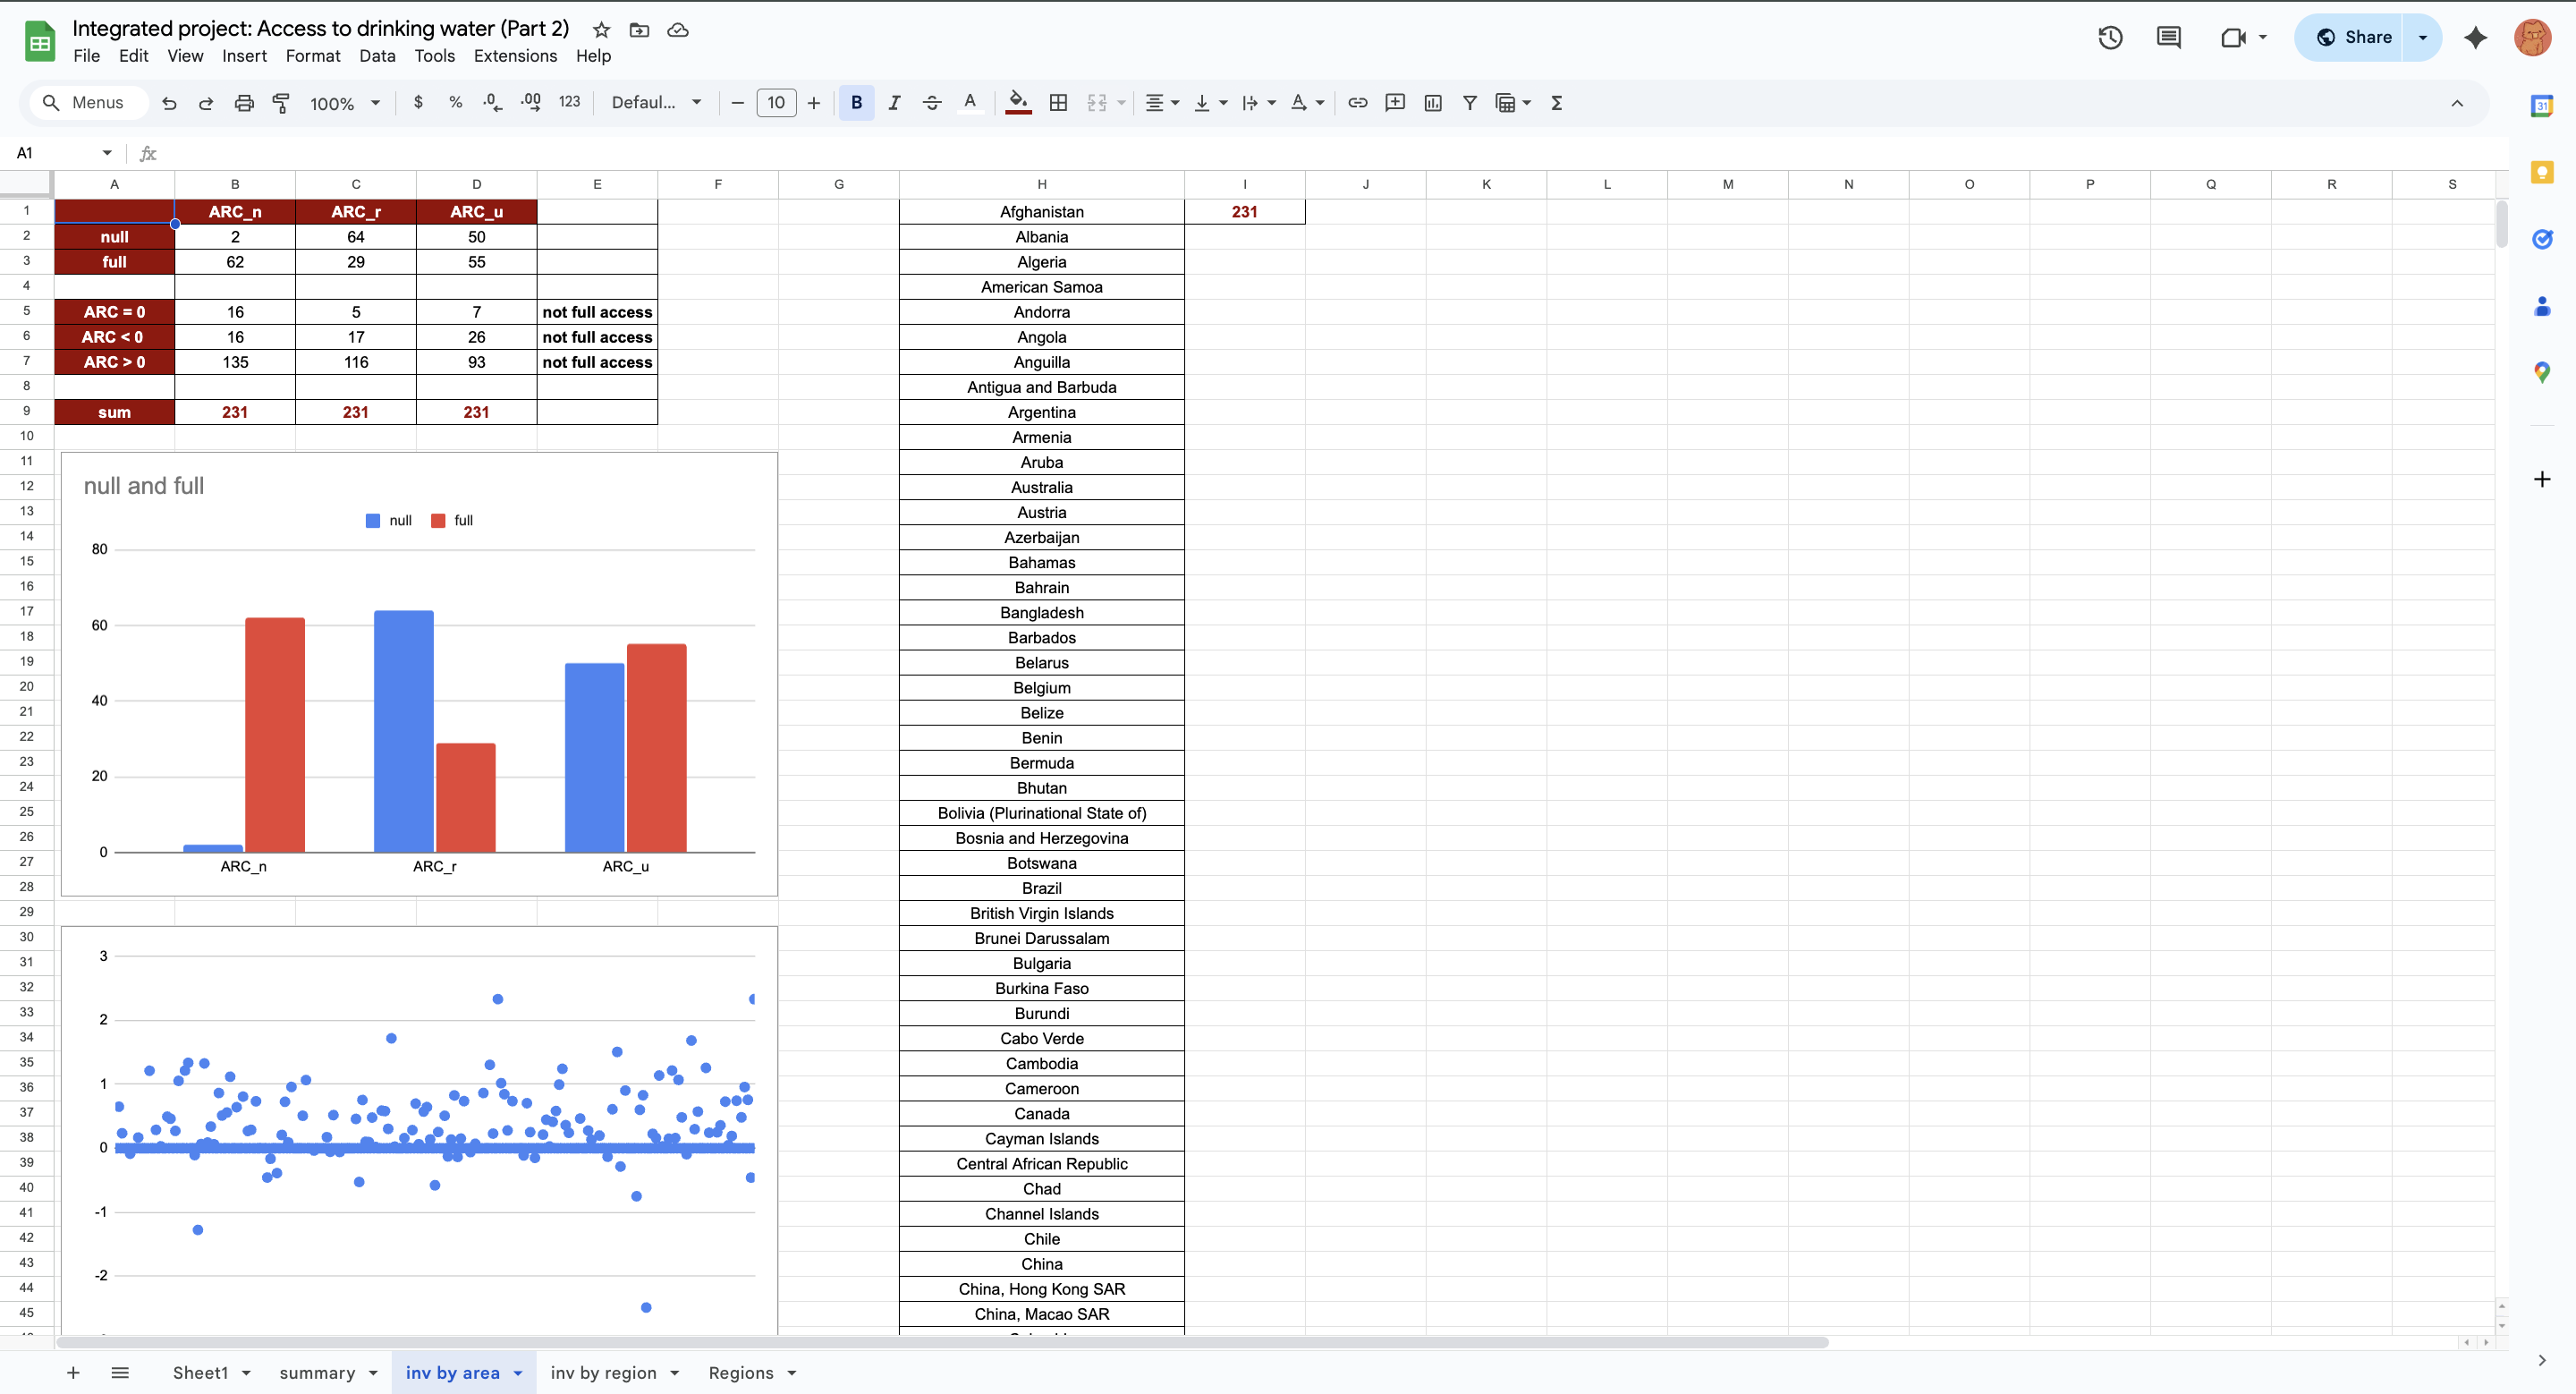 Integrated project: Access to drinking water (Part 2)
File Edit View Insert Format Data Tools Extensions Help
Share
Menus 100% $ % .0 .00 123 Defaul... 10 B I A
31
A1 fx
A B C D E F G H I J K L M N O P Q R S
1 ARC_n ARC_r ARC_u Afghanistan 231
2 null 2 64 50 Albania
3 full 62 29 55 Algeria
4 American Samoa
5 ARC = 0 16 5 7 not full access Andorra
6 ARC < 0 16 17 26 not full access Angola
7 ARC > 0 135 116 93 not full access Anguilla
8 Antigua and Barbuda
9 sum 231 231 231 Argentina
10 Armenia
11 Aruba
12 Australia
13 Austria
14 Azerbaijan
15 Bahamas
16 Bahrain
17 Bangladesh
18 Barbados
19 Belarus
20 Belgium
21 Belize
22 Benin
23 Bermuda
24 Bhutan
25 Bolivia (Plurinational State of)
26 Bosnia and Herzegovina
27 Botswana
28 Brazil
29 British Virgin Islands
30 Brunei Darussalam
31 Bulgaria
32 Burkina Faso
33 Burundi
34 Cabo Verde
35 Cambodia
36 Cameroon
37 Canada
38 Cayman Islands
39 Central African Republic
40 Chad
41 Channel Islands
42 Chile
43 China
44 China, Hong Kong SAR
45 China, Macao SAR
null and full
null full
80
60
40
20
0
ARC_n ARC_r ARC_u
3
2
1
0
-1
-2
Sheet1 summary inv by area inv by region Regions